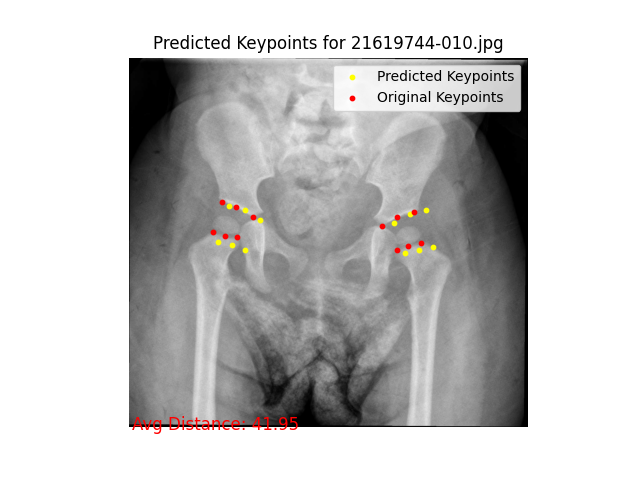 Predicted Keypoints for 21619744-010.jpg
Predicted Keypoints
Original Keypoints
Avg Distance: 41.95